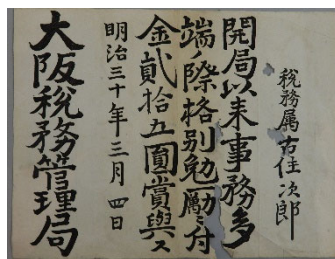 税務属 古住次郎
開局以来事務多
端ノ際格別勉励ニ付
金貳拾五圓賞與ス
明治三十年三月四日
大阪税務管理局